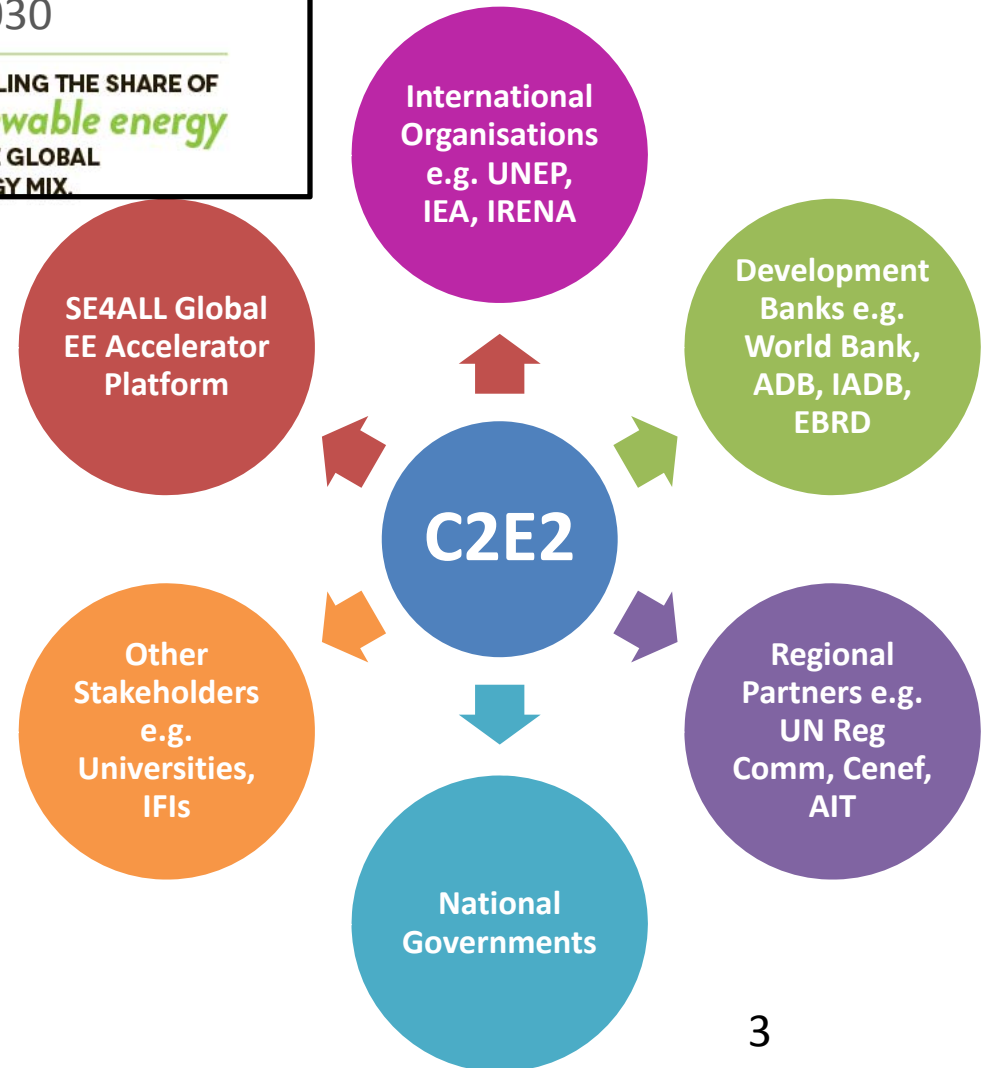 030
LING THE SHARE OF
wable energy
GLOBAL
GY MIX.
International
Organisations
e.g. UNEP,
IEA, IRENA
SE4ALL Global
EE Accelerator
Platform
Development
Banks e.g.
World Bank,
ADB, IADB,
EBRD
C2E2
Other
Stakeholders
e.g.
Universities,
IFIs
Regional
Partners e.g.
UN Reg
Comm, Cenef,
AIT
National
Governments
3